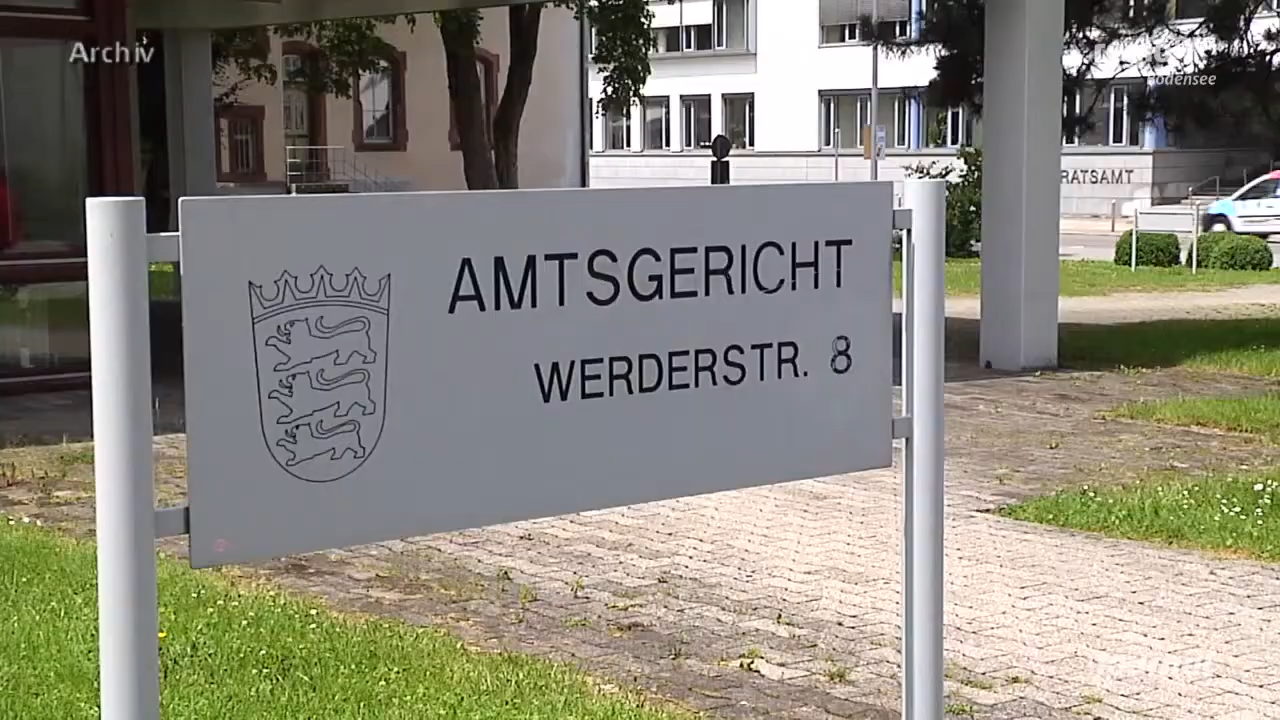 Archiv
bodensee
RATSAMT
AMTSGERICHT
WERDERSTR. 8